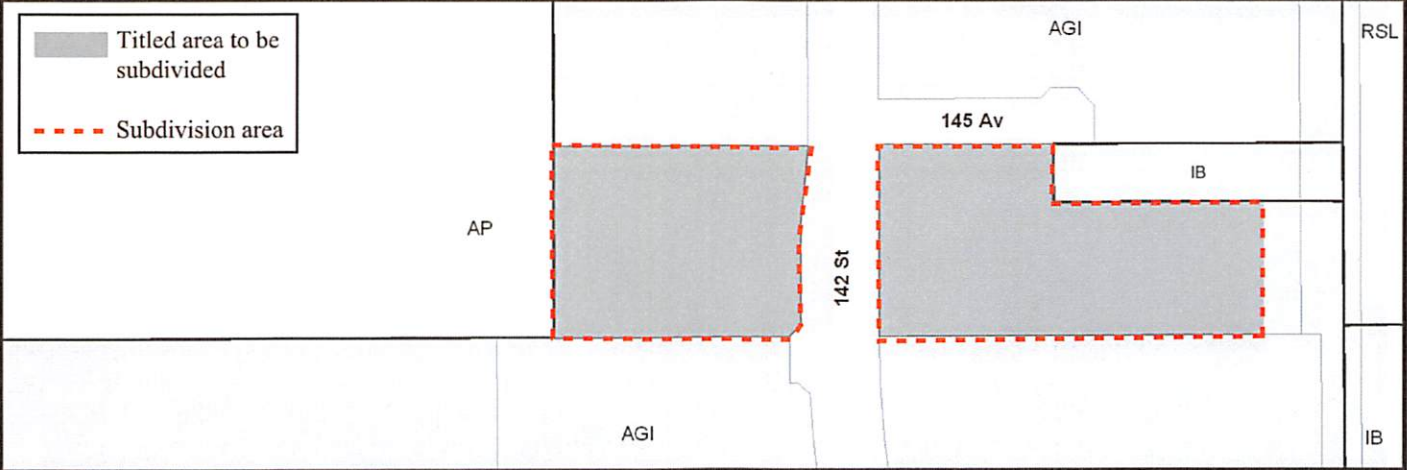 Titled area to be
subdivided
Subdivision area
AGI
RSL
145 Av
IB
AP
142 St
AGI
IB